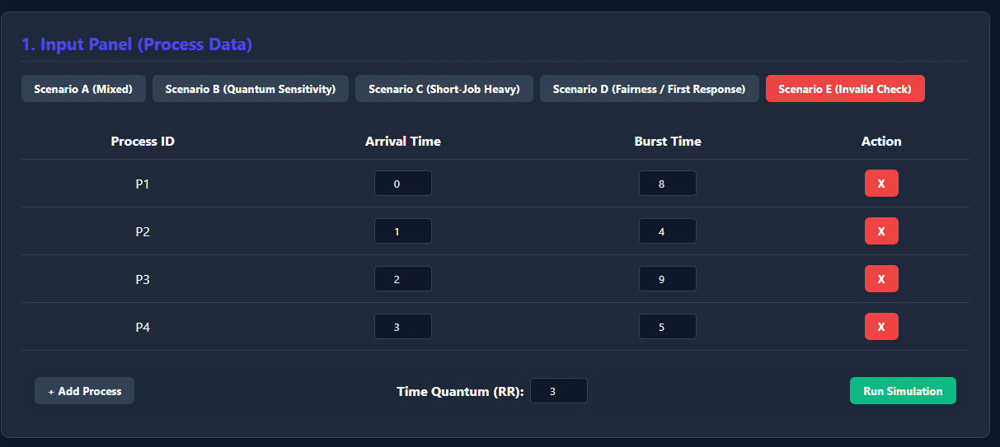 1. Input Panel (Process Data)
Scenario A (Mixed) Scenario B (Quantum Sensitivity) Scenario C (Short-Job Heavy) Scenario D (Fairness / First Response) Scenario E (Invalid Check)
Process ID Arrival Time Burst Time Action
P1 0 8 X
P2 1 4 X
P3 2 9 X
P4 3 5 X
+ Add Process Time Quantum (RR): 3 Run Simulation